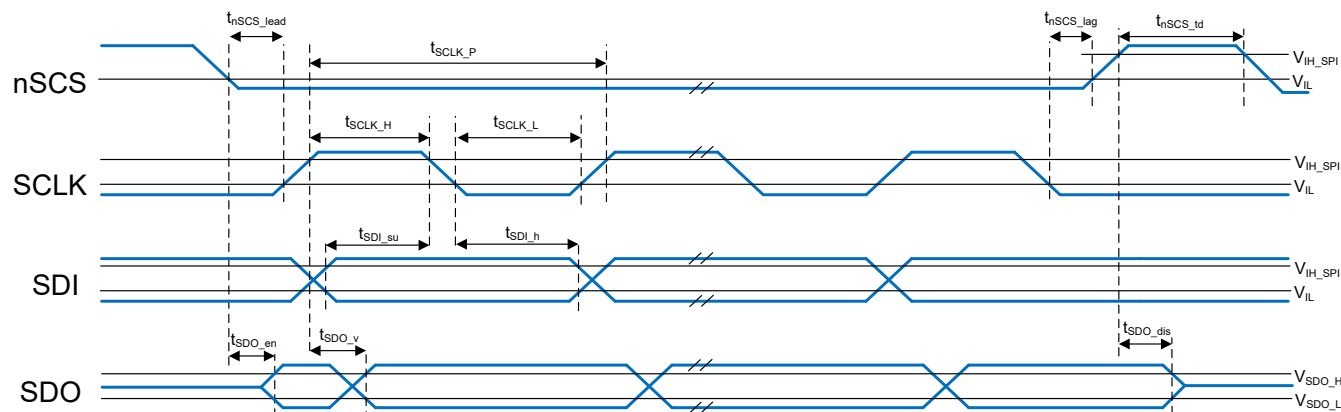 tnSCS_lead
tSCLK_P
tnSCS_lag
tnSCS_td
nSCS
VIH_SPI
VIL
tSCLK_H
tSCLK_L
SCLK
VIH_SPI
VIL
tSDI_su
tSDI_h
SDI
VIH_SPI
VIL
tSDO_en
tSDO_v
tSDO_dis
SDO
VSDO_H
VSDO_L